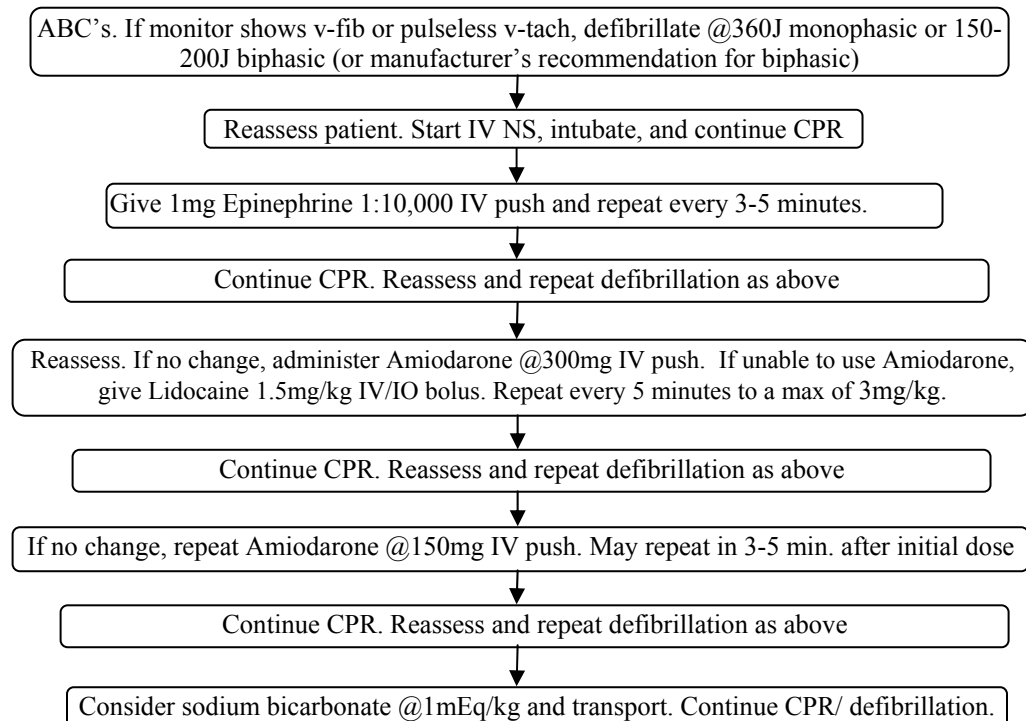 ABC’s. If monitor shows v-fib or pulseless v-tach, defibrillate @360J monophasic or 150-
200J biphasic (or manufacturer’s recommendation for biphasic)
Reassess patient. Start IV NS, intubate, and continue CPR
Give 1mg Epinephrine 1:10,000 IV push and repeat every 3-5 minutes.
Continue CPR. Reassess and repeat defibrillation as above
Reassess. If no change, administer Amiodarone @300mg IV push. If unable to use Amiodarone,
give Lidocaine 1.5mg/kg IV/IO bolus. Repeat every 5 minutes to a max of 3mg/kg.
Continue CPR. Reassess and repeat defibrillation as above
If no change, repeat Amiodarone @150mg IV push. May repeat in 3-5 min. after initial dose
Continue CPR. Reassess and repeat defibrillation as above
Consider sodium bicarbonate @1mEq/kg and transport. Continue CPR/ defibrillation.